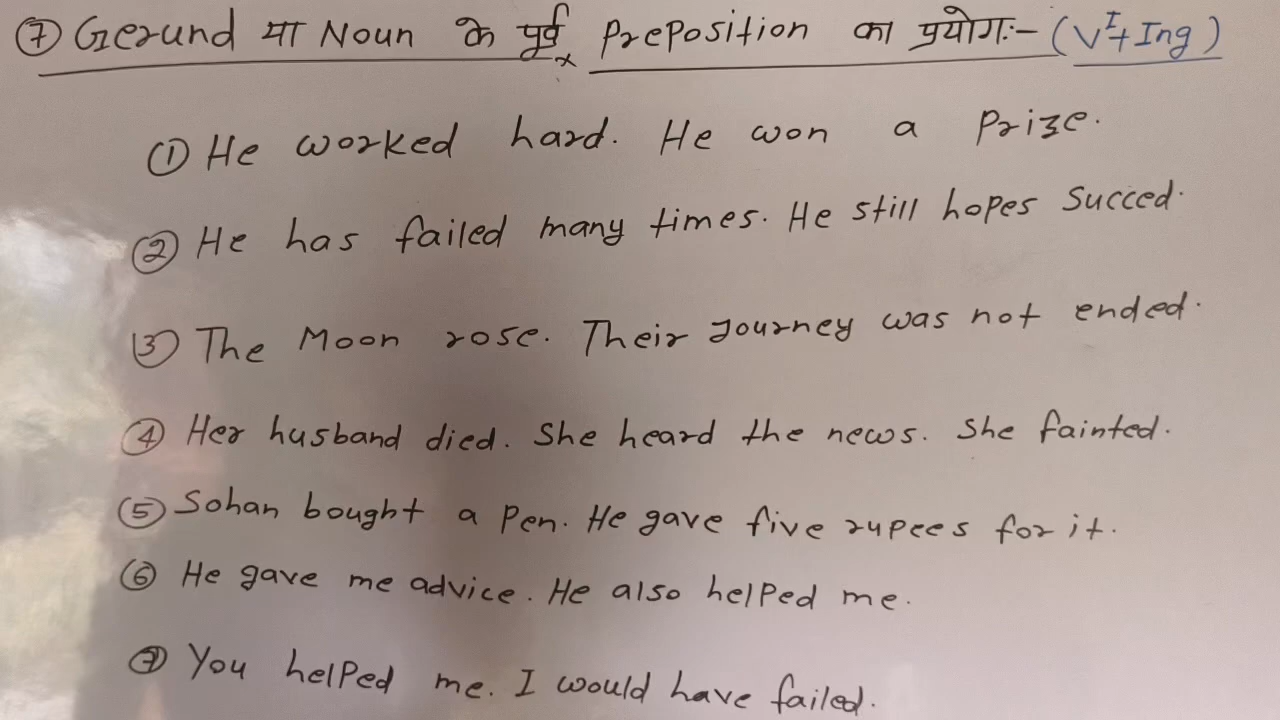 ⑦ Gerund या Noun के पूर्व Preposition का प्रयोगः- (V^I+Ing)
① He worked hard. He won a Prize.
② He has failed many times. He still hopes Succed.
③ The Moon rose. Their Journey was not ended.
④ Her husband died. She heard the news. She fainted.
⑤ Sohan bought a Pen. He gave five rupees for it.
⑥ He gave me advice. He also helped me.
⑦ You helped me. I would have failed.